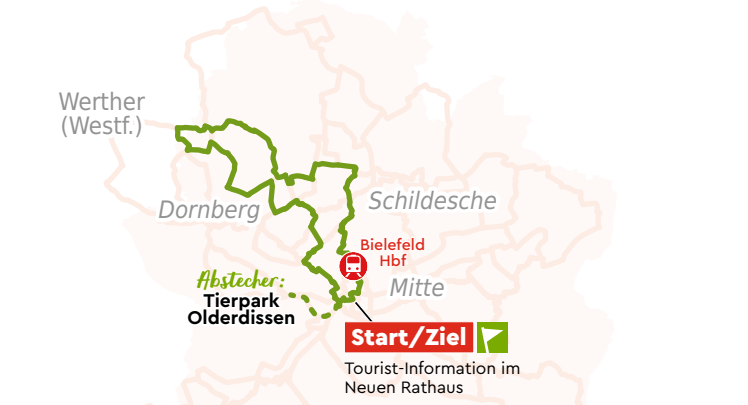 Werther
(Westf.)
Dornberg
Schildesche
Bielefeld
Hbf
Mitte
Abstecher:
Tierpark
Olderdissen
Start/Ziel
Tourist-Information im
Neuen Rathaus